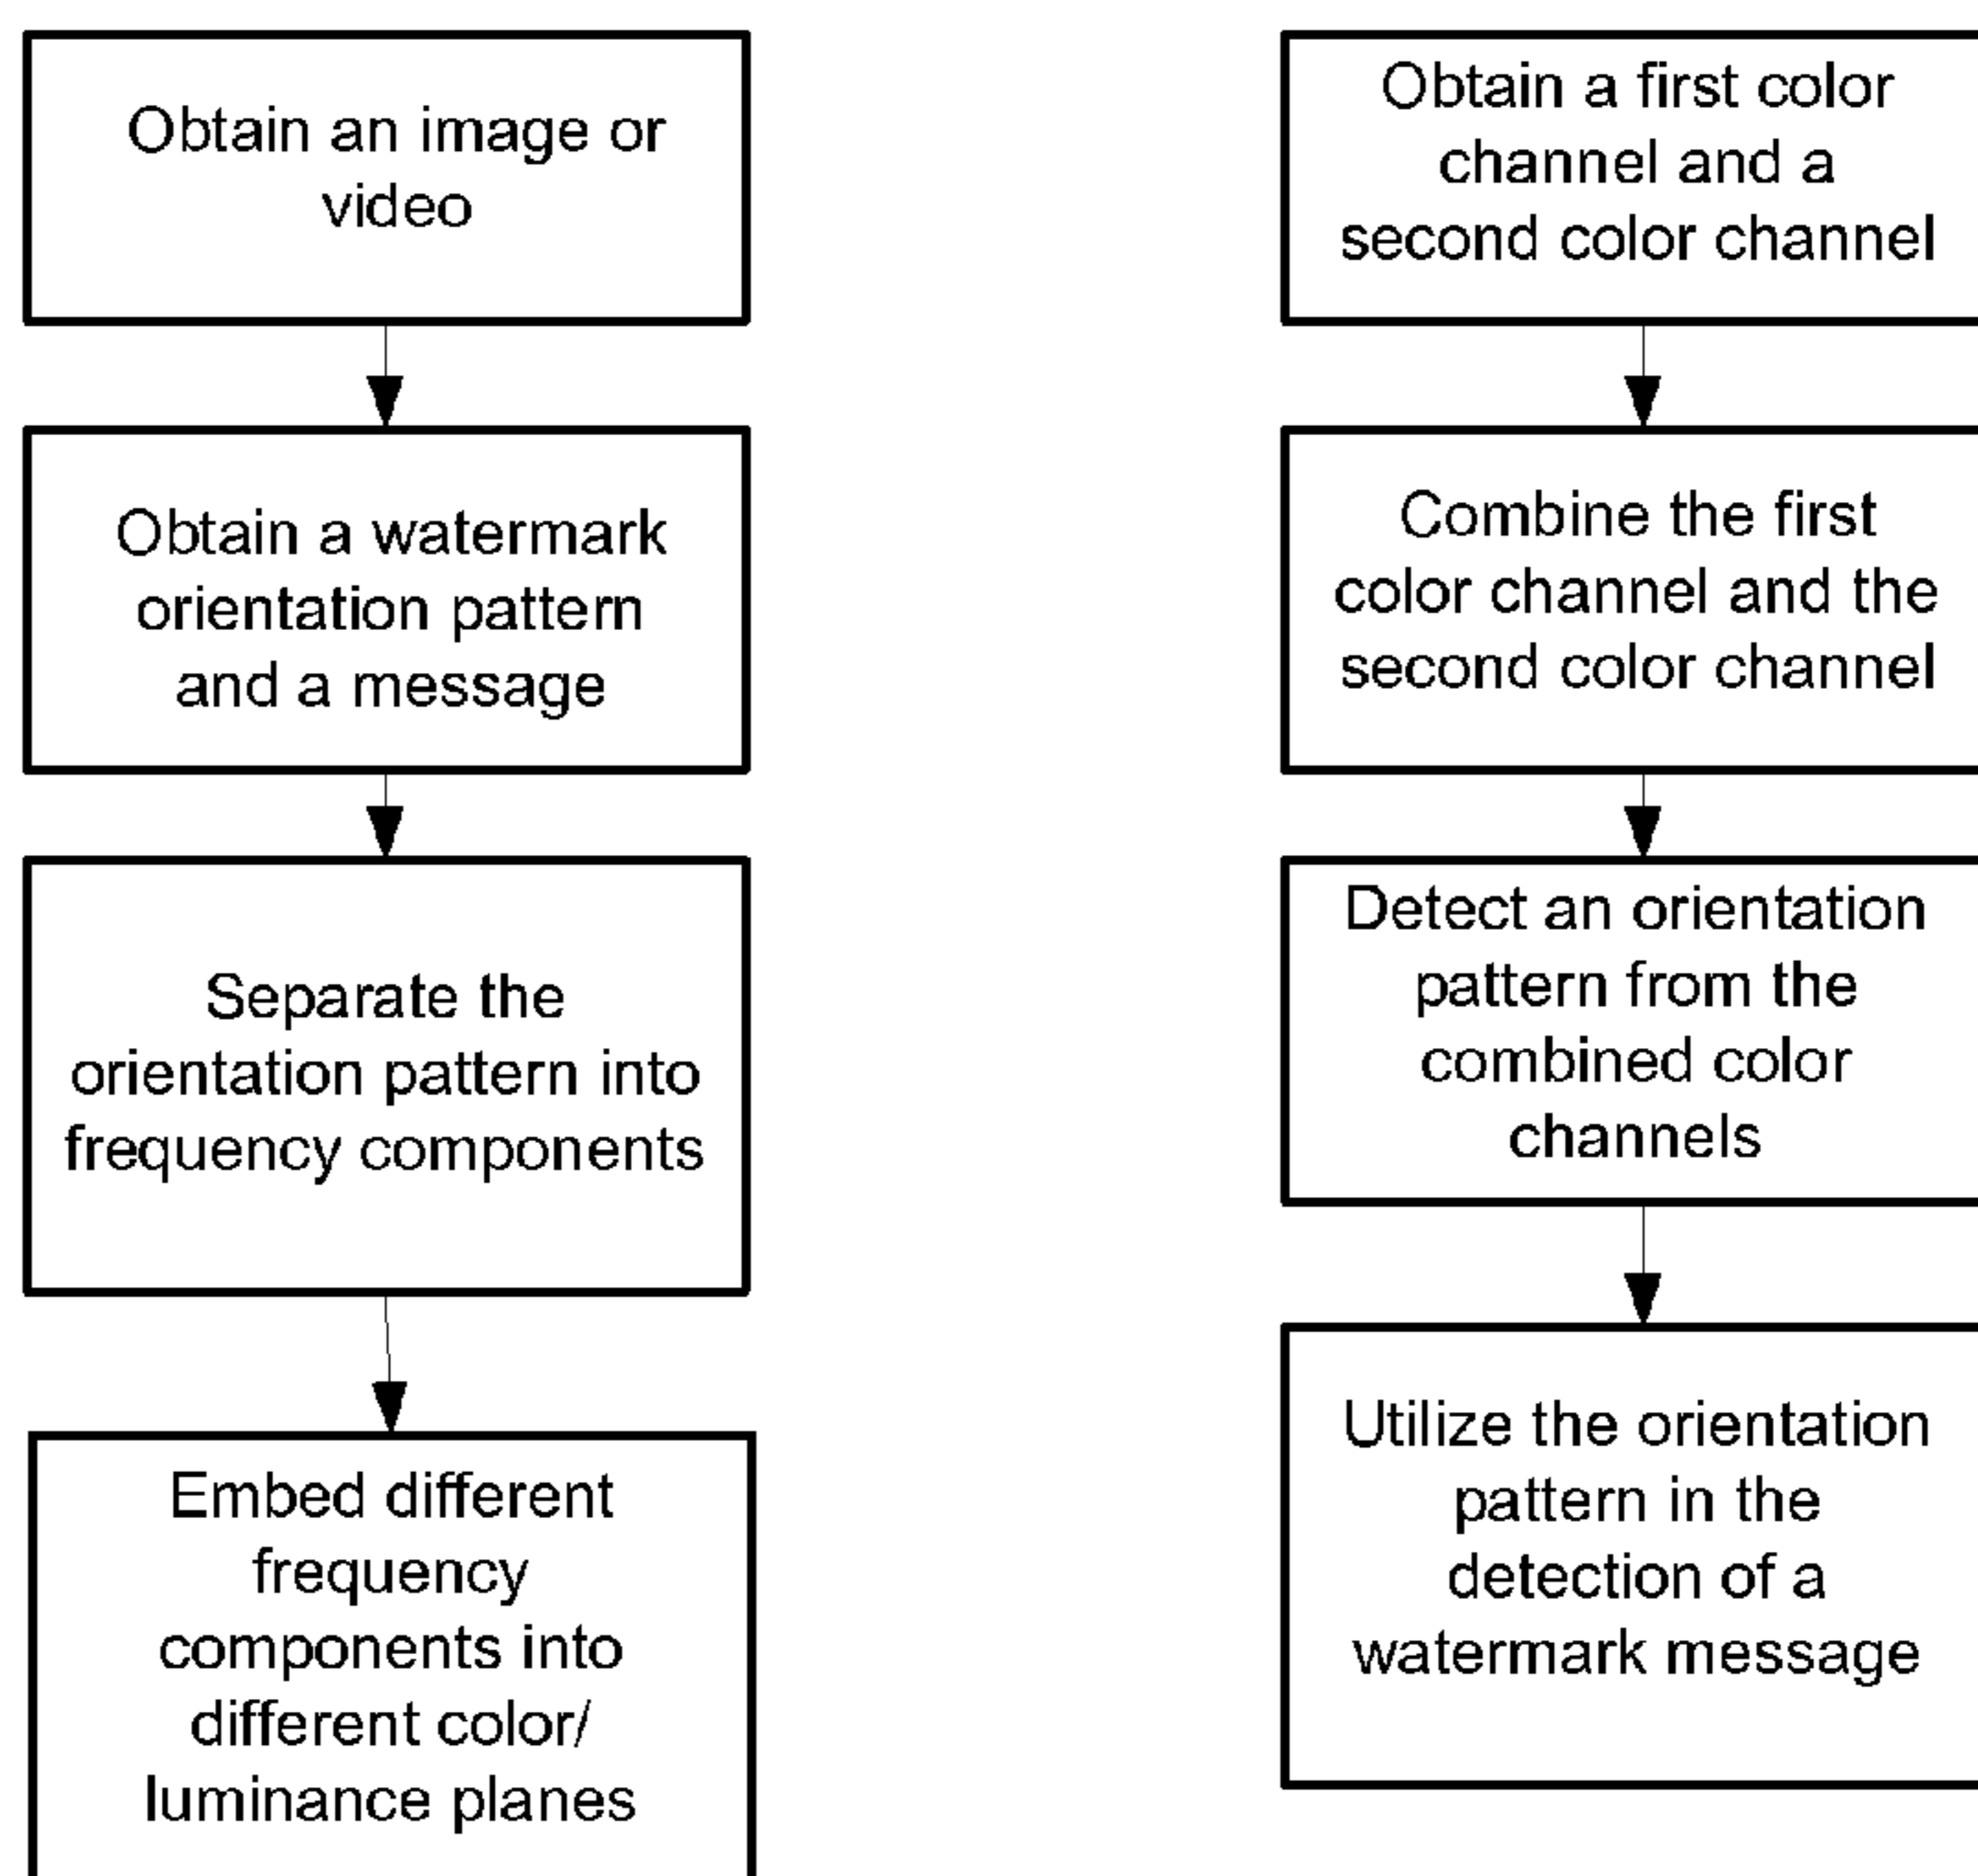 Obtain an image or
video
Obtain a watermark
orientation pattern
and a message
Separate the
orientation pattern into
frequency components
Embed different
frequency
components into
different color/
luminance planes
Obtain a first color
channel and a
second color channel
Combine the first
color channel and the
second color channel
Detect an orientation
pattern from the
combined color
channels
Utilize the orientation
pattern in the
detection of a
watermark message